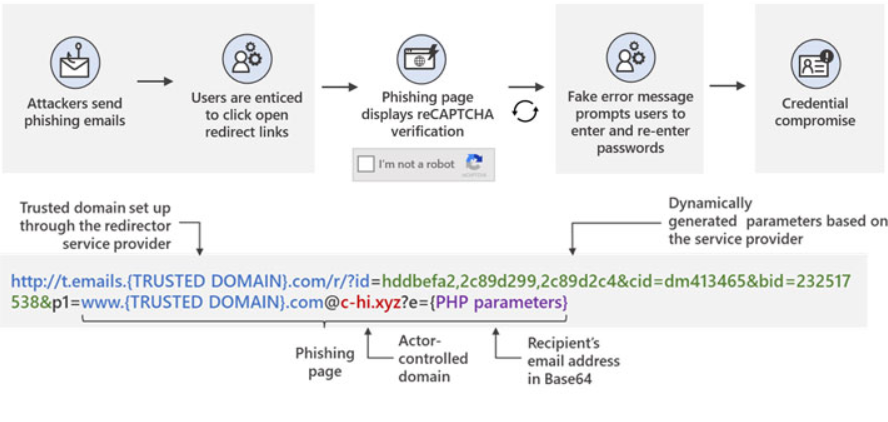 Attackers send
phishing emails
Users are enticed
to click open
redirect links
Phishing page
displays reCAPTCHA
verification
I'm not a robot
reCAPTCHA
Fake error message
prompts users to
enter and re-enter
passwords
Credential
compromise
Trusted domain set up
through the redirector
service provider
Dynamically
generated parameters based on
the service provider
http://t.emails.{TRUSTED DOMAIN}.com/r/?id=hddbefa2,2c89d299,2c89d2c4&cid=dm413465&bid=232517
538&p1=www.{TRUSTED DOMAIN}.com@c-hi.xyz?e={PHP parameters}
Phishing
page
Actor-
controlled
domain
Recipient's
email address
in Base64